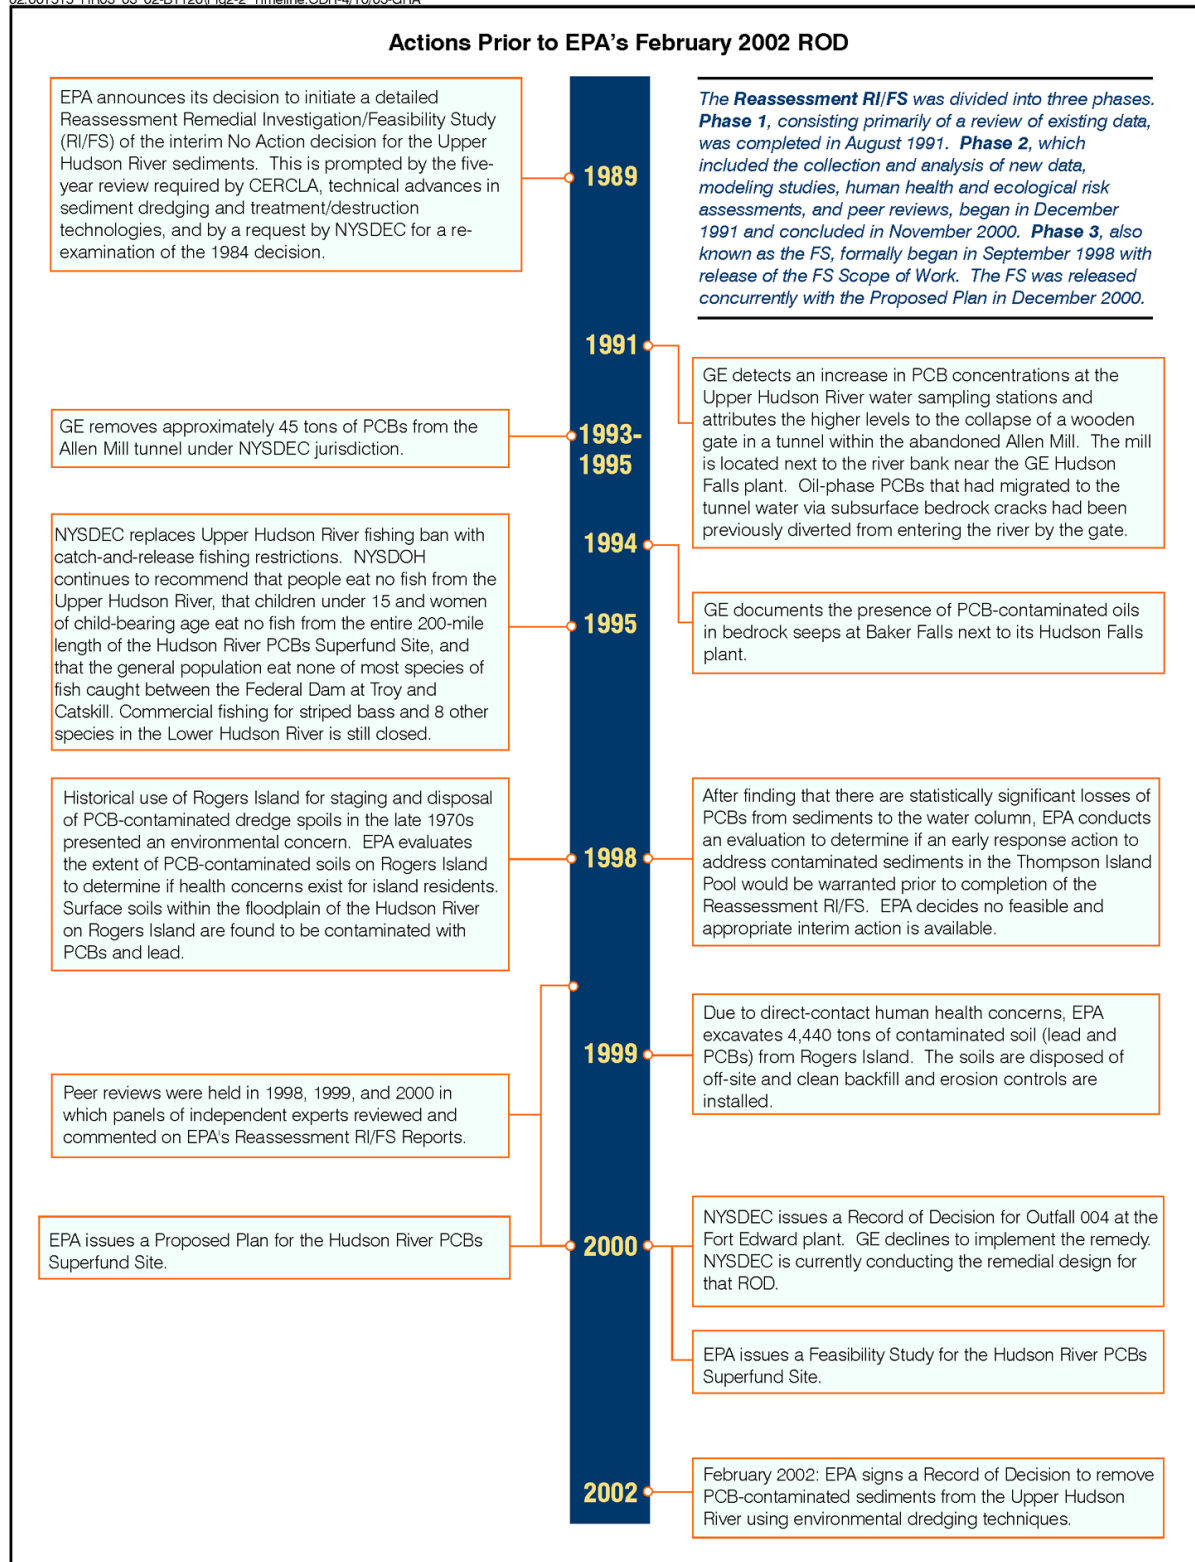 Actions Prior to EPA's February 2002 ROD
EPA announces its decision to initiate a detailed
Reassessment Remedial Investigation/Feasibility Study
(RI/FS) of the interim No Action decision for the Upper
Hudson River sediments.  This is prompted by the five-
year review required by CERCLA, technical advances in
sediment dredging and treatment/destruction
technologies, and by a request by NYSDEC for a re-
examination of the 1984 decision.
1989
The Reassessment RI/FS was divided into three phases.
Phase 1, consisting primarily of a review of existing data,
was completed in August 1991.  Phase 2, which
included the collection and analysis of new data,
modeling studies, human health and ecological risk
assessments, and peer reviews, began in December
1991 and concluded in November 2000.  Phase 3, also
known as the FS, formally began in September 1998 with
release of the FS Scope of Work.  The FS was released
concurrently with the Proposed Plan in December 2000.
1991
GE detects an increase in PCB concentrations at the
Upper Hudson River water sampling stations and
attributes the higher levels to the collapse of a wooden
gate in a tunnel within the abandoned Allen Mill.  The mill
is located next to the river bank near the GE Hudson
Falls plant.  Oil-phase PCBs that had migrated to the
tunnel water via subsurface bedrock cracks had been
previously diverted from entering the river by the gate.
GE removes approximately 45 tons of PCBs from the
Allen Mill tunnel under NYSDEC jurisdiction.
1993-
1995
1994
GE documents the presence of PCB-contaminated oils
in bedrock seeps at Baker Falls next to its Hudson Falls
plant.
NYSDEC replaces Upper Hudson River fishing ban with
catch-and-release fishing restrictions.  NYSDOH
continues to recommend that people eat no fish from the
Upper Hudson River, that children under 15 and women
of child-bearing age eat no fish from the entire 200-mile
length of the Hudson River PCBs Superfund Site, and
that the general population eat none of most species of
fish caught between the Federal Dam at Troy and
Catskill. Commercial fishing for striped bass and 8 other
species in the Lower Hudson River is still closed.
1995
Historical use of Rogers Island for staging and disposal
of PCB-contaminated dredge spoils in the late 1970s
presented an environmental concern.  EPA evaluates
the extent of PCB-contaminated soils on Rogers Island
to determine if health concerns exist for island residents.
Surface soils within the floodplain of the Hudson River
on Rogers Island are found to be contaminated with
PCBs and lead.
1998
After finding that there are statistically significant losses of
PCBs from sediments to the water column, EPA conducts
an evaluation to determine if an early response action to
address contaminated sediments in the Thompson Island
Pool would be warranted prior to completion of the
Reassessment RI/FS.  EPA decides no feasible and
appropriate interim action is available.
1999
Due to direct-contact human health concerns, EPA
excavates 4,440 tons of contaminated soil (lead and
PCBs) from Rogers Island.  The soils are disposed of
off-site and clean backfill and erosion controls are
installed.
Peer reviews were held in 1998, 1999, and 2000 in
which panels of independent experts reviewed and
commented on EPA's Reassessment RI/FS Reports.
EPA issues a Proposed Plan for the Hudson River PCBs
Superfund Site.
2000
NYSDEC issues a Record of Decision for Outfall 004 at the
Fort Edward plant.  GE declines to implement the remedy.
NYSDEC is currently conducting the remedial design for
that ROD.
EPA issues a Feasibility Study for the Hudson River PCBs
Superfund Site.
2002
February 2002: EPA signs a Record of Decision to remove
PCB-contaminated sediments from the Upper Hudson
River using environmental dredging techniques.